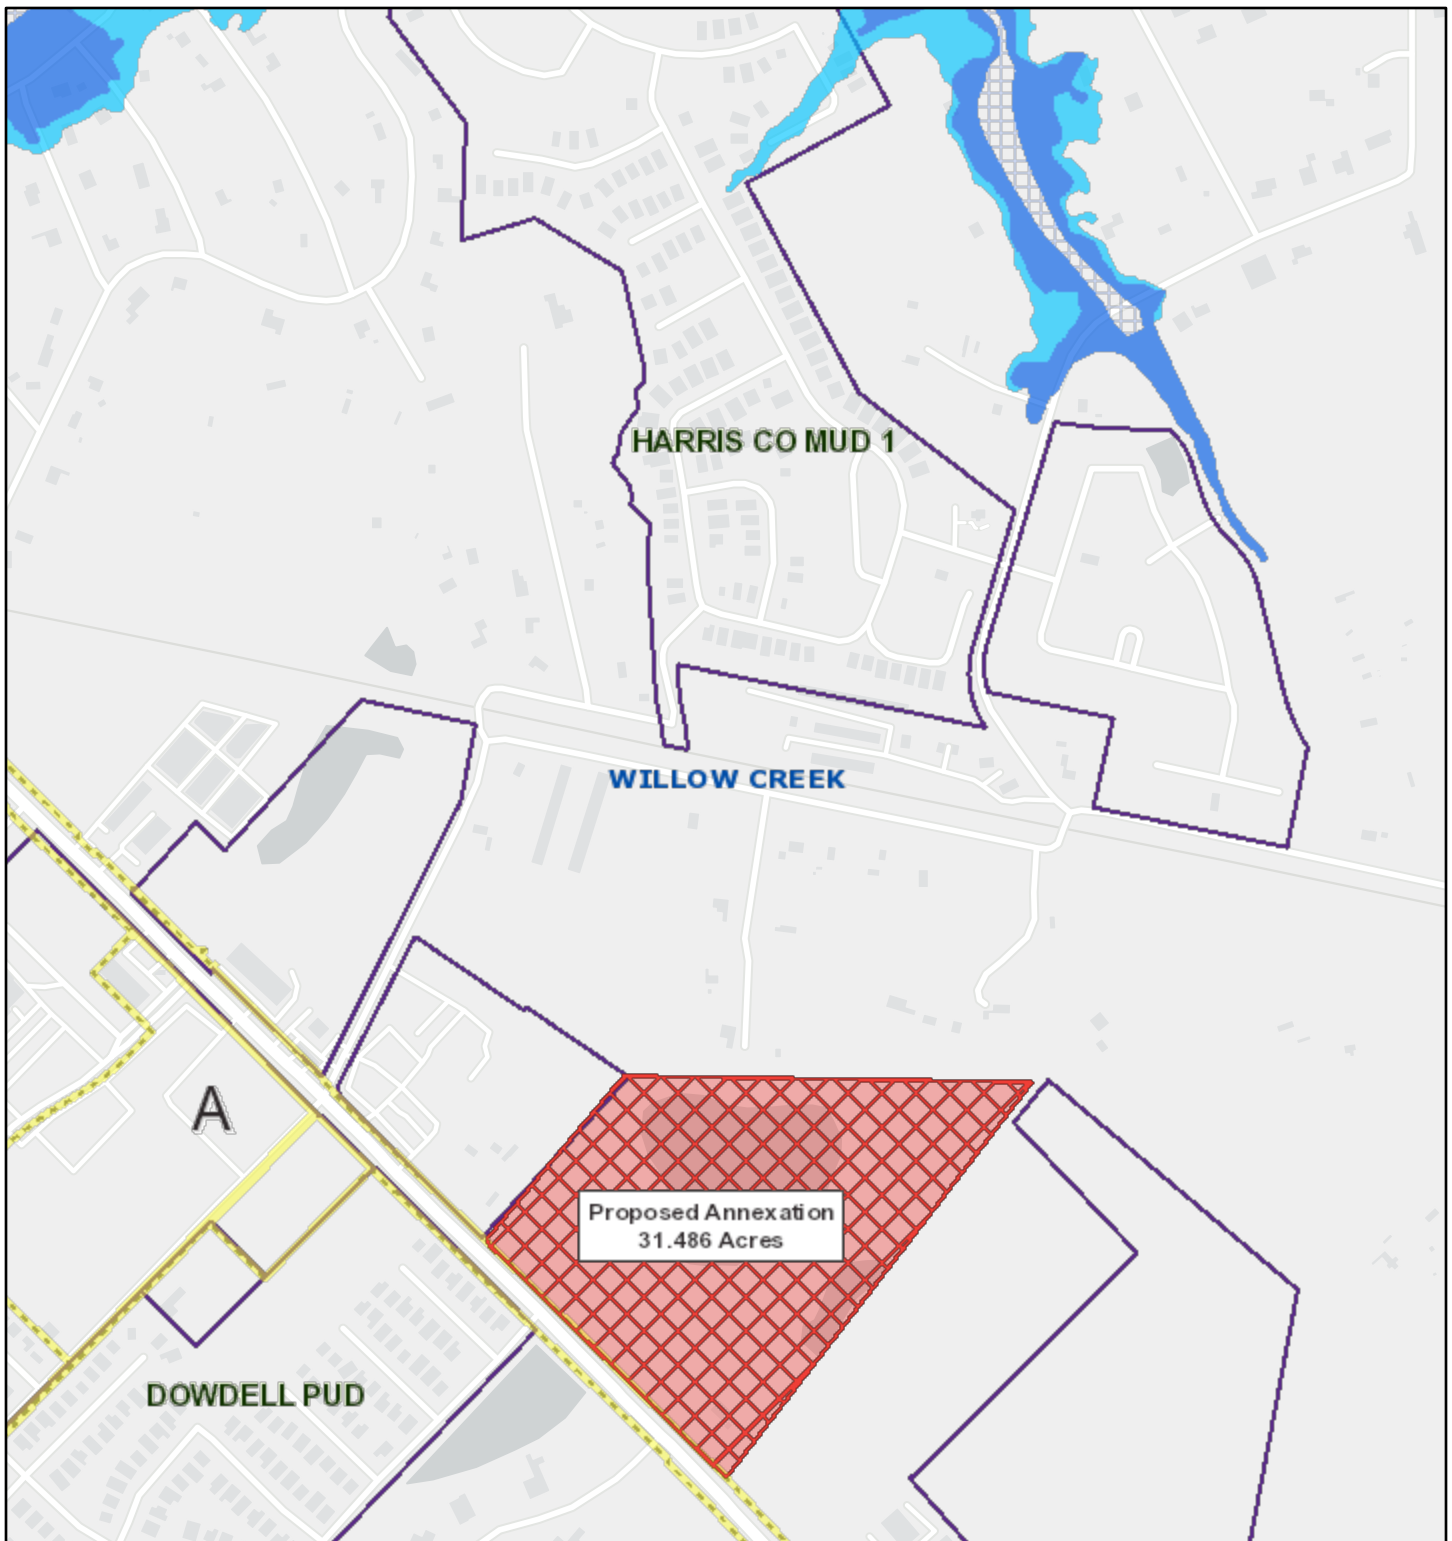 HARRIS CO MUD 1
WILLOW CREEK
A
Proposed Annexation
31.486 Acres
DOWDELL PUD